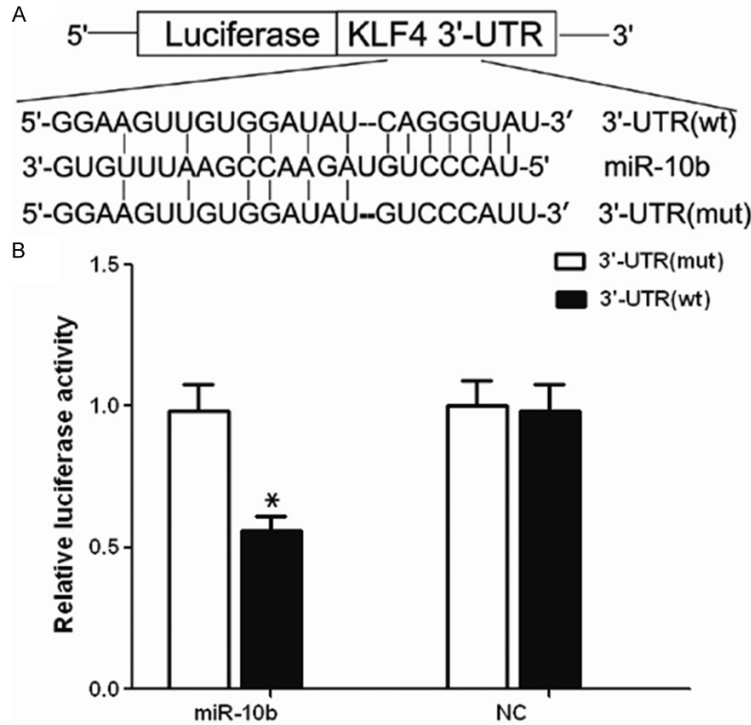 A
5'-Luciferase KLF4 3'-UTR-3'
5'-GGAAGUUGUGGAUAU--CAGGGUAU-3' 3'-UTR(wt)
3'-GUGUUUAAGCCAAGAUGUCCCAU-5' miR-10b
5'-GGAAGUUGUGGAUAU--GUCCCAUU-3' 3'-UTR(mut)
B
3'-UTR(mut)
3'-UTR(wt)
Relative luciferase activity
1.5
1.0
0.5
0.0
*
miR-10b NC